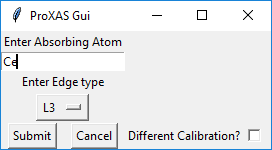 ProXAS Gui
Enter Absorbing Atom
Ce
Enter Edge type
L3
Submit Cancel Different Calibration?